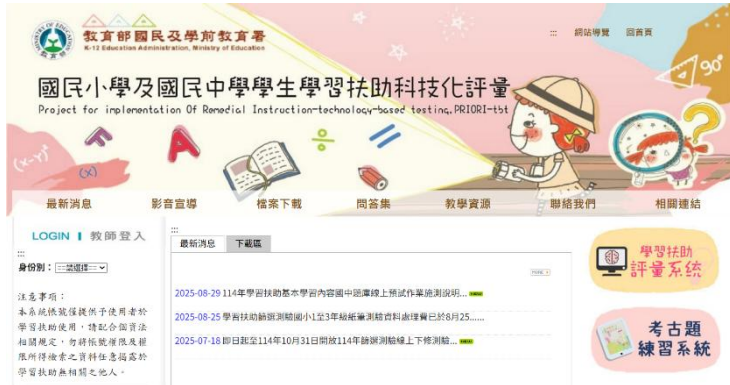 教育部國民及學前教育署
K-12 Education Administration, Ministry of Education
::: 網站導覽 回首頁
國民小學及國民中學學生學習扶助科技化評量
Project for implementation Of Remedial Instruction-technology-based testing, PRIORI-tbt
90°
(x-y)²
(x)
F
A
÷
最新消息 影音宣導 檔案下載 問答集 教學資源 聯絡我們 相關連結
LOGIN | 教師登入
:::
身份別： ==請選擇==
注意事項：
本系統帳號僅提供予使用者於
學習扶助使用，請配合個資法
相關規定，勿將帳號權限及權
限所得檢索之資料任意揭露於
學習扶助無相關之他人。
:::
最新消息 下載區
MORE
2025-08-29 114年學習扶助基本學習內容國中題庫線上預試作業施測說明...
2025-08-25 學習扶助篩選測驗國小1至3年級紙筆測驗資料處理費已於8月25......
2025-07-18 即日起至114年10月31日開放114年篩選測驗線上下修測驗...
學習扶助
評量系統
考古題
練習系統